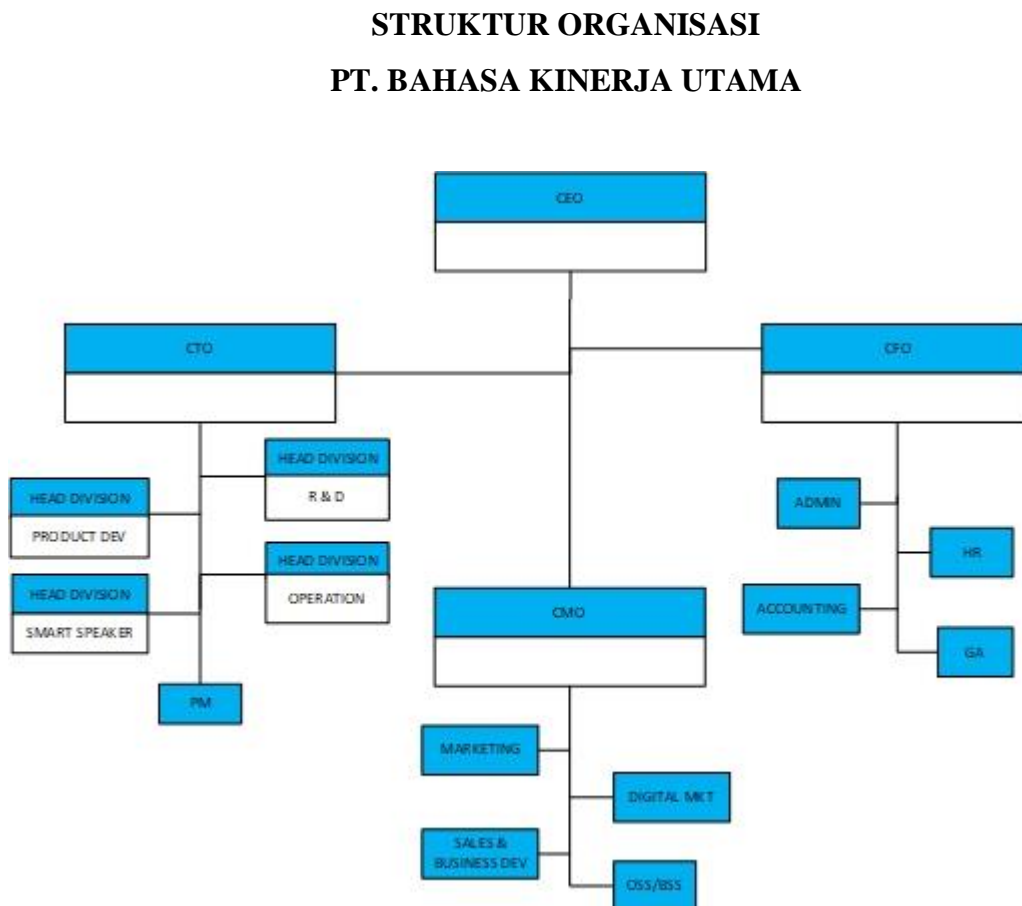 STRUKTUR ORGANISASI
PT. BAHASA KINERJA UTAMA
CEO
CTO
CFO
HEAD DIVISION
R & D
HEAD DIVISION
PRODUCT DEV
HEAD DIVISION
OPERATION
HEAD DIVISION
SMART SPEAKER
PM
ADMIN
HR
ACCOUNTING
GA
CMO
MARKETING
DIGITAL MKT
SALES &
BUSINESS DEV
OSS/BSS